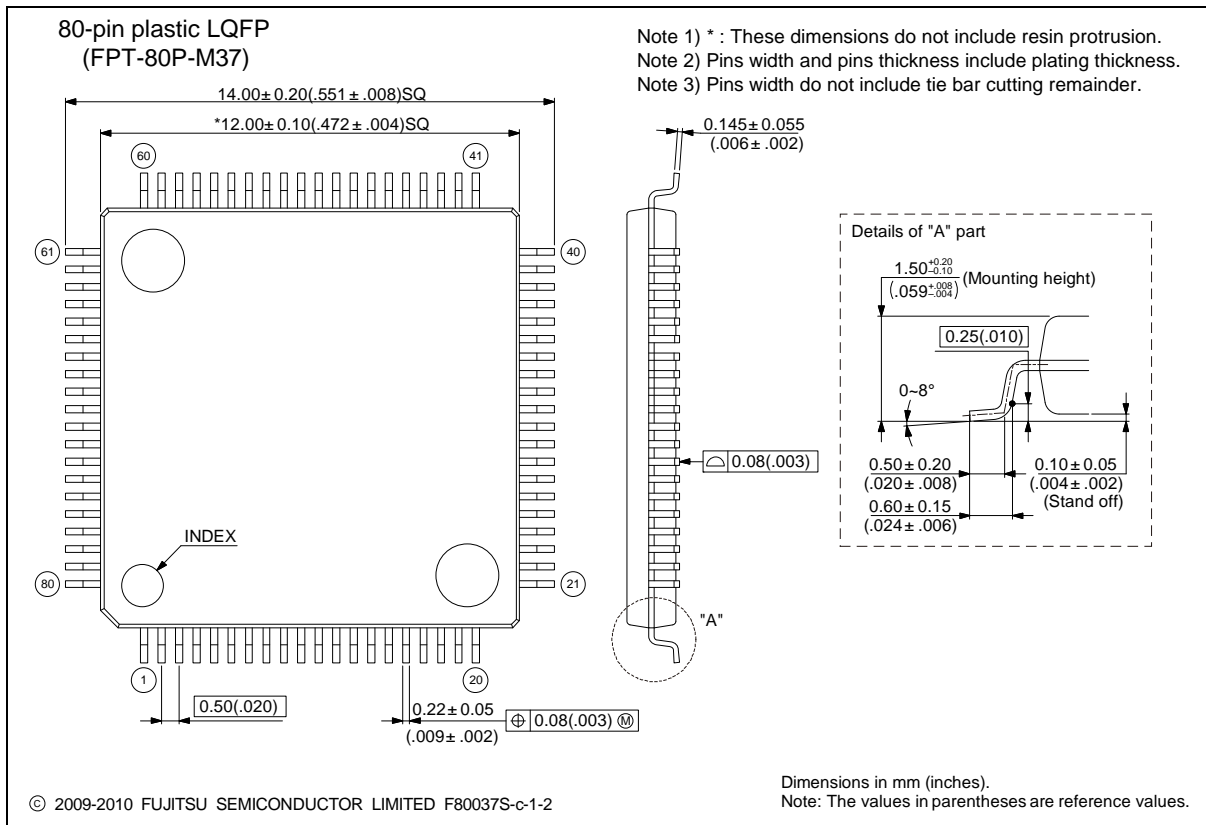 80-pin plastic LQFP
(FPT-80P-M37)
Note 1) * : These dimensions do not include resin protrusion.
Note 2) Pins width and pins thickness include plating thickness.
Note 3) Pins width do not include tie bar cutting remainder.
14.00±0.20(.551±.008)SQ
*12.00±0.10(.472±.004)SQ
60
41
61
40
80
21
1
20
INDEX
0.50(.020)
0.22±0.05
(.009±.002)
⌖ 0.08(.003) Ⓜ
0.145±0.055
(.006±.002)
⌓ 0.08(.003)
"A"
Details of "A" part
1.50 +0.20 –0.10
(.059 +.008 –.004)
(Mounting height)
0.25(.010)
0~8°
0.50±0.20
(.020±.008)
0.60±0.15
(.024±.006)
0.10±0.05
(.004±.002)
(Stand off)
© 2009-2010 FUJITSU SEMICONDUCTOR LIMITED F80037S-c-1-2
Dimensions in mm (inches).
Note: The values in parentheses are reference values.